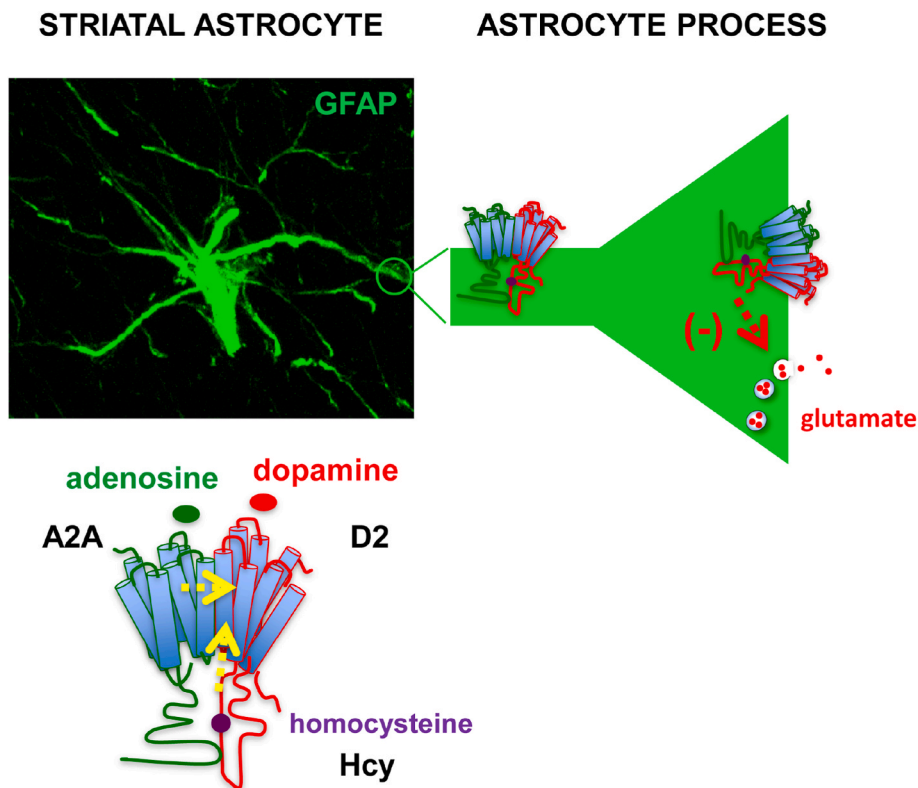 STRIATAL ASTROCYTE
ASTROCYTE PROCESS
GFAP
(-)
glutamate
adenosine
dopamine
A2A
D2
homocysteine
Hcy